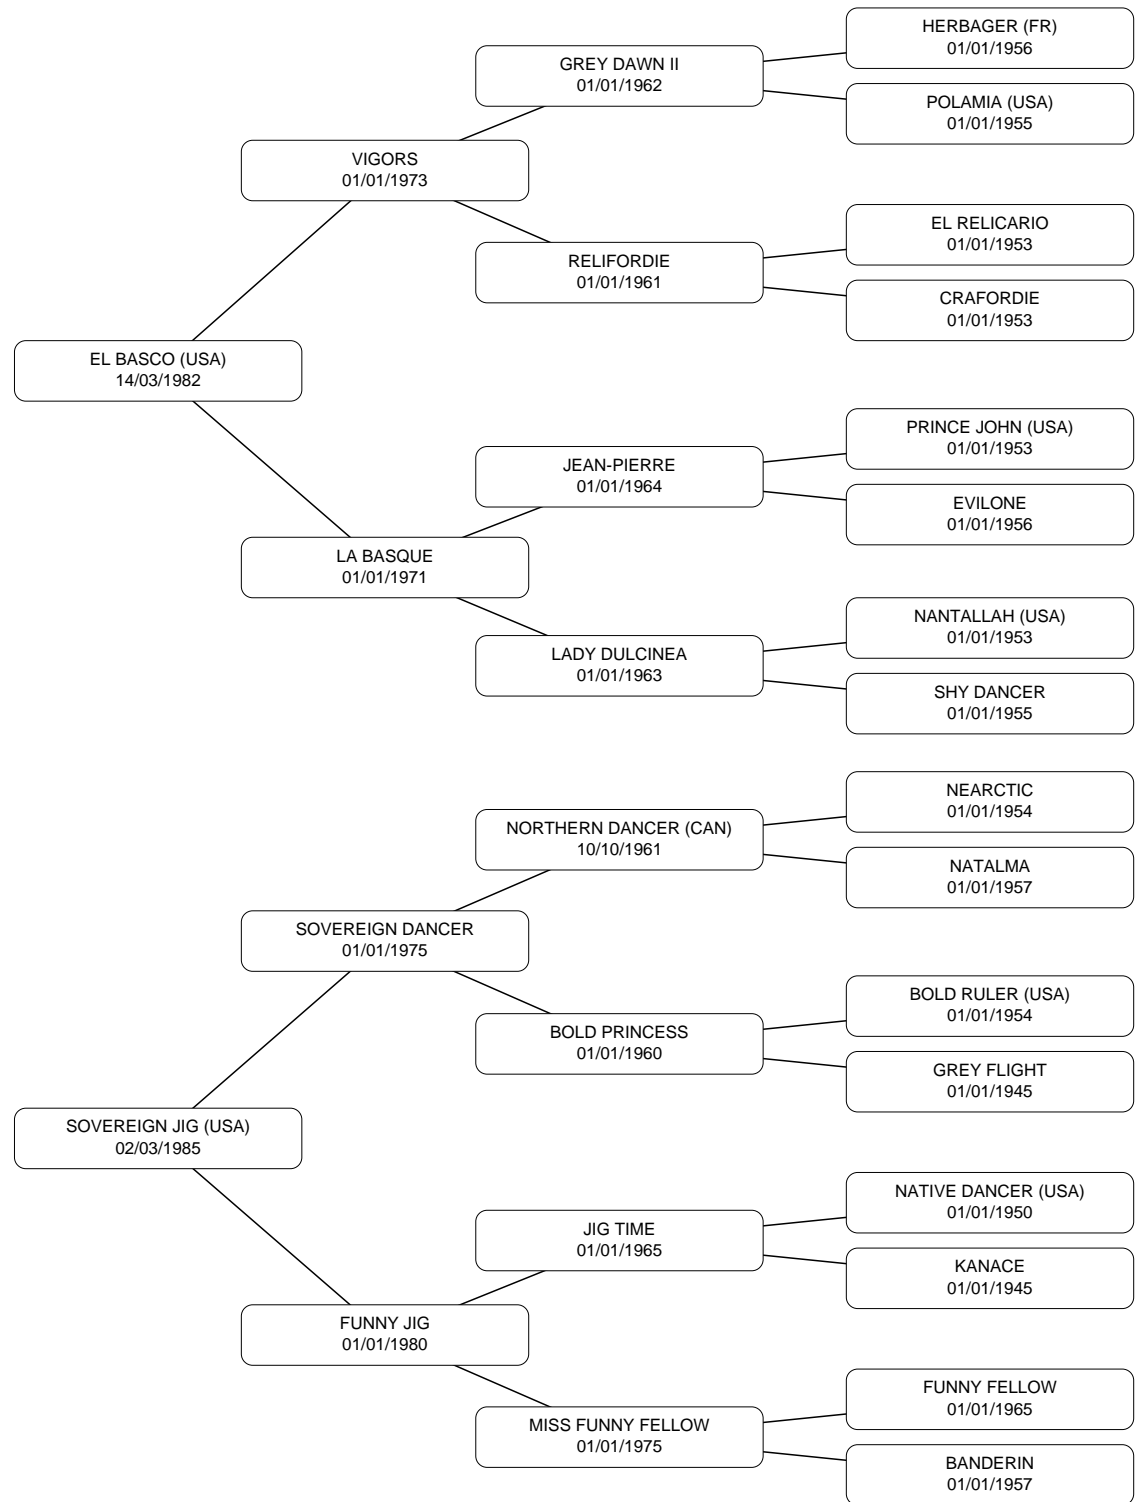 HERBAGER (FR)
01/01/1956
GREY DAWN II
01/01/1962
POLAMIA (USA)
01/01/1955
VIGORS
01/01/1973
EL RELICARIO
01/01/1953
RELIFORDIE
01/01/1961
CRAFORDIE
01/01/1953
EL BASCO (USA)
14/03/1982
PRINCE JOHN (USA)
01/01/1953
JEAN-PIERRE
01/01/1964
EVILONE
01/01/1956
LA BASQUE
01/01/1971
NANTALLAH (USA)
01/01/1953
LADY DULCINEA
01/01/1963
SHY DANCER
01/01/1955
NEARCTIC
01/01/1954
NORTHERN DANCER (CAN)
10/10/1961
NATALMA
01/01/1957
SOVEREIGN DANCER
01/01/1975
BOLD RULER (USA)
01/01/1954
BOLD PRINCESS
01/01/1960
GREY FLIGHT
01/01/1945
SOVEREIGN JIG (USA)
02/03/1985
NATIVE DANCER (USA)
01/01/1950
JIG TIME
01/01/1965
KANACE
01/01/1945
FUNNY JIG
01/01/1980
FUNNY FELLOW
01/01/1965
MISS FUNNY FELLOW
01/01/1975
BANDERIN
01/01/1957